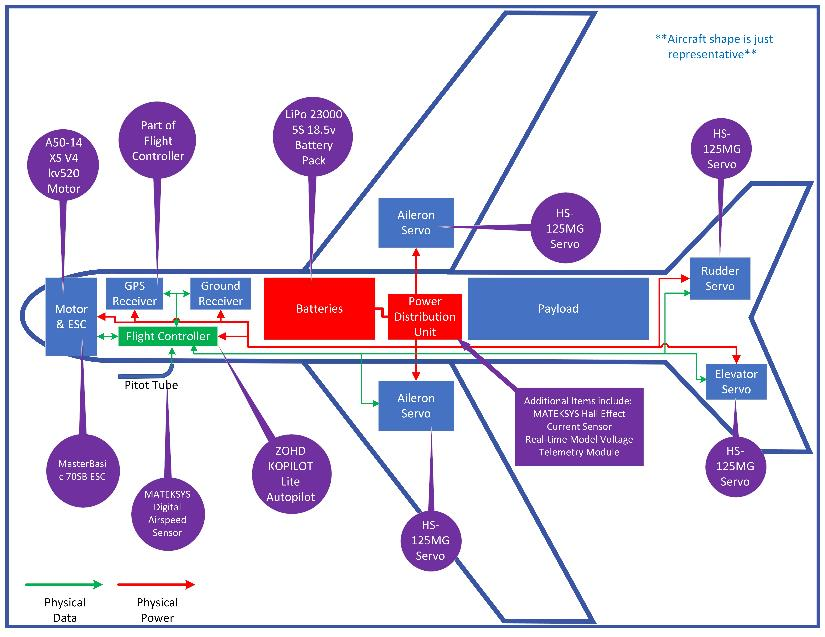 **Aircraft shape is just
representative**
A50-14
XS V4
kv520
Motor
Part of
Flight
Controller
LiPo 23000
5S 18.5v
Battery
Pack
HS-
125MG
Servo
HS-
125MG
Servo
Aileron
Servo
Motor
& ESC
GPS
Receiver
Ground
Receiver
Flight Controller
Batteries
Power
Distribution
Unit
Payload
Rudder
Servo
Pitot Tube
Aileron
Servo
Elevator
Servo
Additional Items include:
MATEKSYS Hall Effect
Current Sensor
Real-time Model Voltage
Telemetry Module
MasterBasi
c 70SB ESC
MATEKSYS
Digital
Airspeed
Sensor
ZOHD
KOPILOT
Lite
Autopilot
HS-
125MG
Servo
HS-
125MG
Servo
Physical
Data
Physical
Power